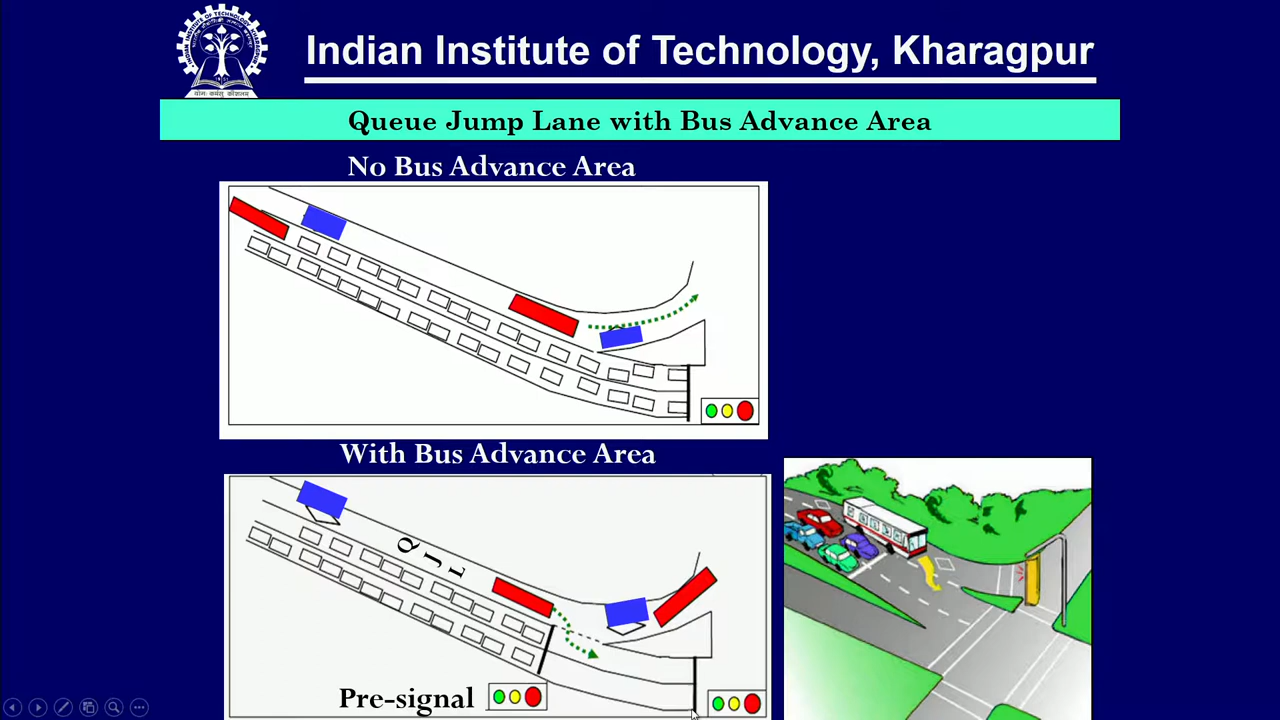 Indian Institute of Technology, Kharagpur
Queue Jump Lane with Bus Advance Area
No Bus Advance Area
With Bus Advance Area
Q
J
L
Pre-signal